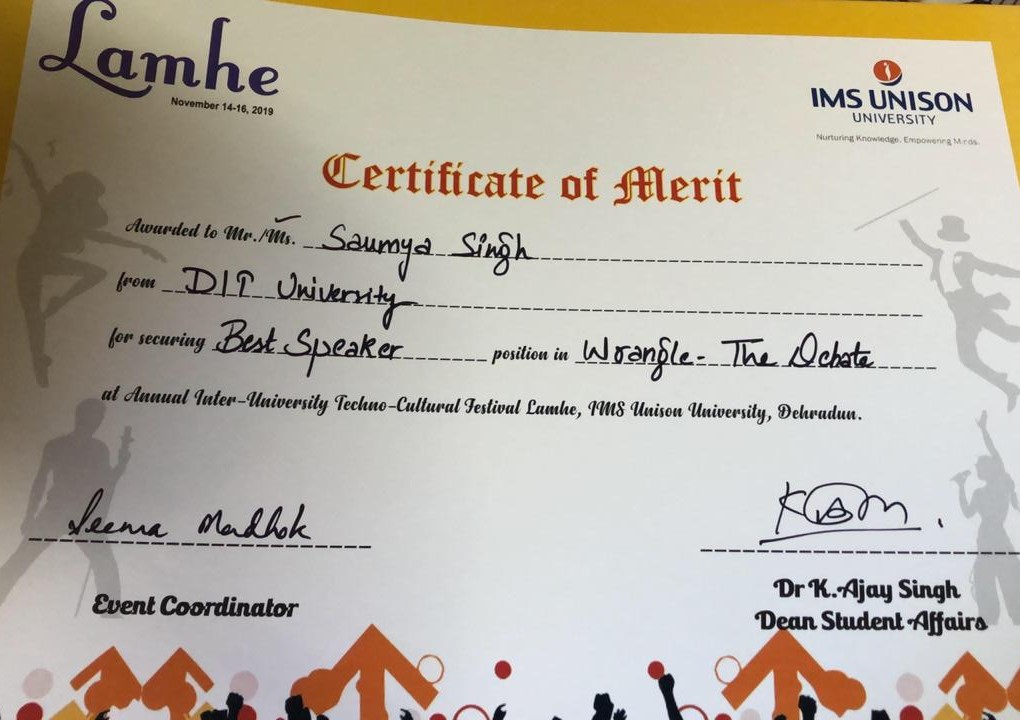 Lamhe
November 14-16, 2019
IMS UNISON
UNIVERSITY
Nurturing Knowledge. Empowering Minds.
Certificate of Merit
Awarded to Mr./Ms. Saumya Singh
from DIT University
for securing Best Speaker position in Wrangle- The Debate
at Annual Inter-University Techno-Cultural Festival Lamhe, IMS Unison University, Dehradun.
Seema Madhok
Event Coordinator
Dr K. Ajay Singh
Dean Student Affairs